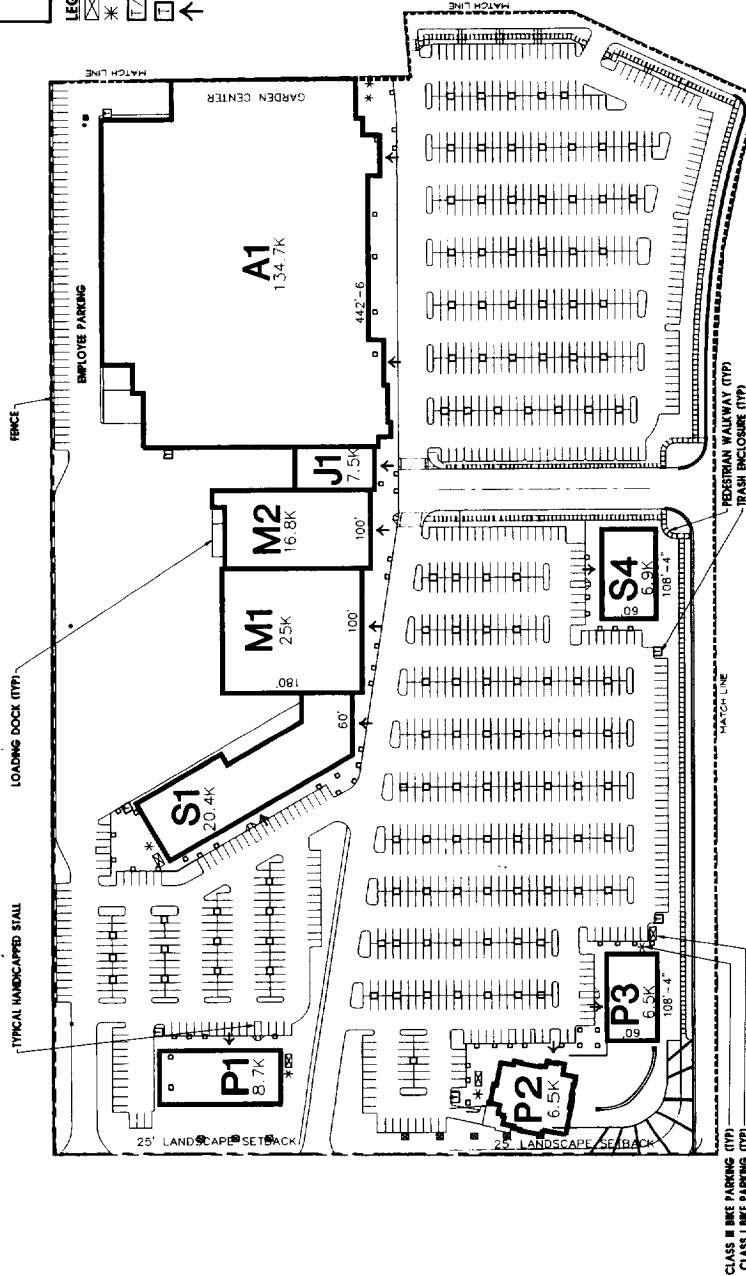 LEG
MATCH LINE
MATCH LINE
GARDEN CENTER
FENCE
EMPLOYEE PARKING
A1
134.7K
442'-6
J1
7.5K
LOADING DOCK (TYP)
M2
16.8K
100'
M1
25K
100'
180'
60'
S1
20.4K
S4
6.9K
60'
108'-4"
PEDESTRIAN WALKWAY (TYP)
TRASH ENCLOSURE (TYP)
MATCH LINE
TYPICAL HANDICAPPED STALL
P1
8.7K
P2
6.5K
P3
6.5K
60'
108'-4"
25' LANDSCAPE SETBACK
25' LANDSCAPE SETBACK
CLASS II BIKE PARKING (TYP)
CLASS I BIKE PARKING (TYP)